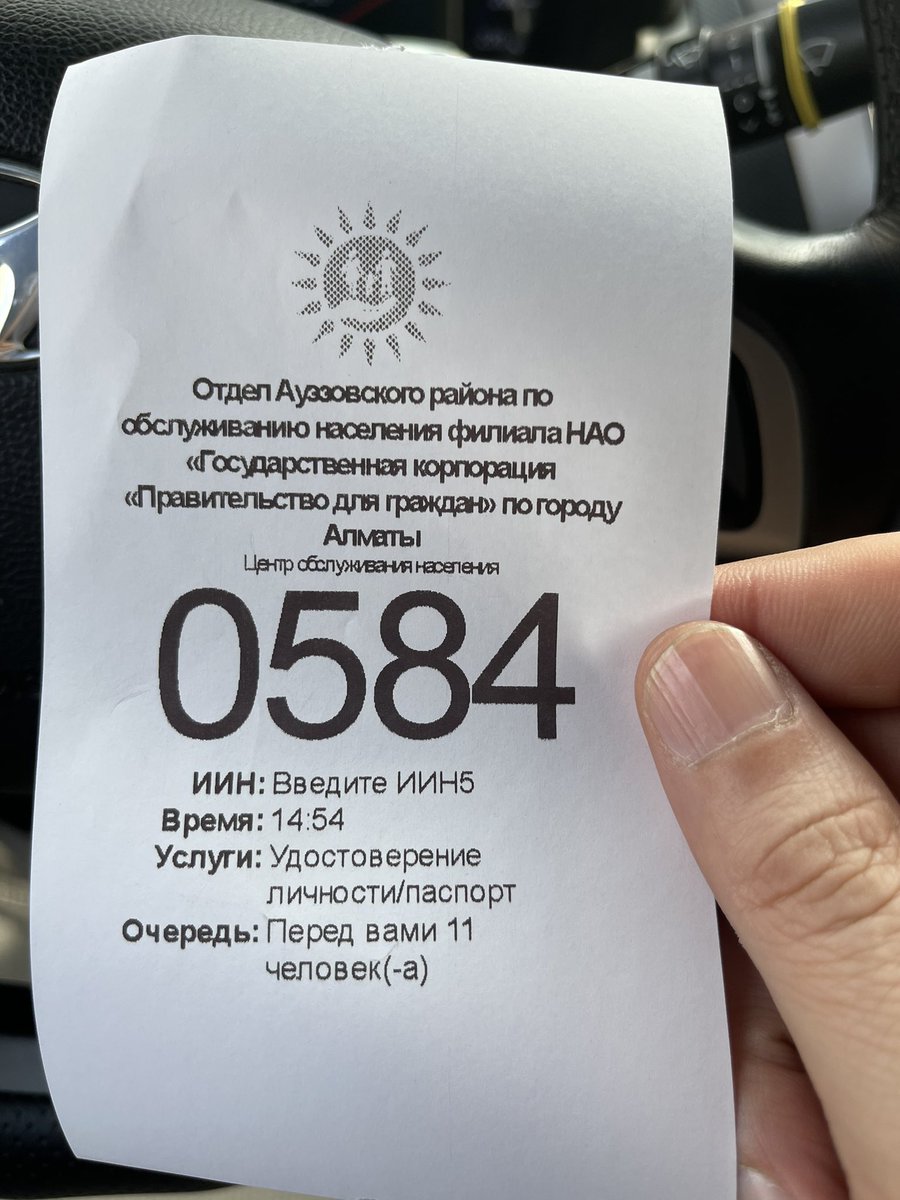 Отдел Ауэзовского района по
обслуживанию населения филиала НАО
«Государственная корпорация
«Правительство для граждан» по городу
Алматы
Центр обслуживания населения
0584
ИИН: Введите ИИН5
Время: 14:54
Услуги: Удостоверение
личности/паспорт
Очередь: Перед вами 11
человек(-а)